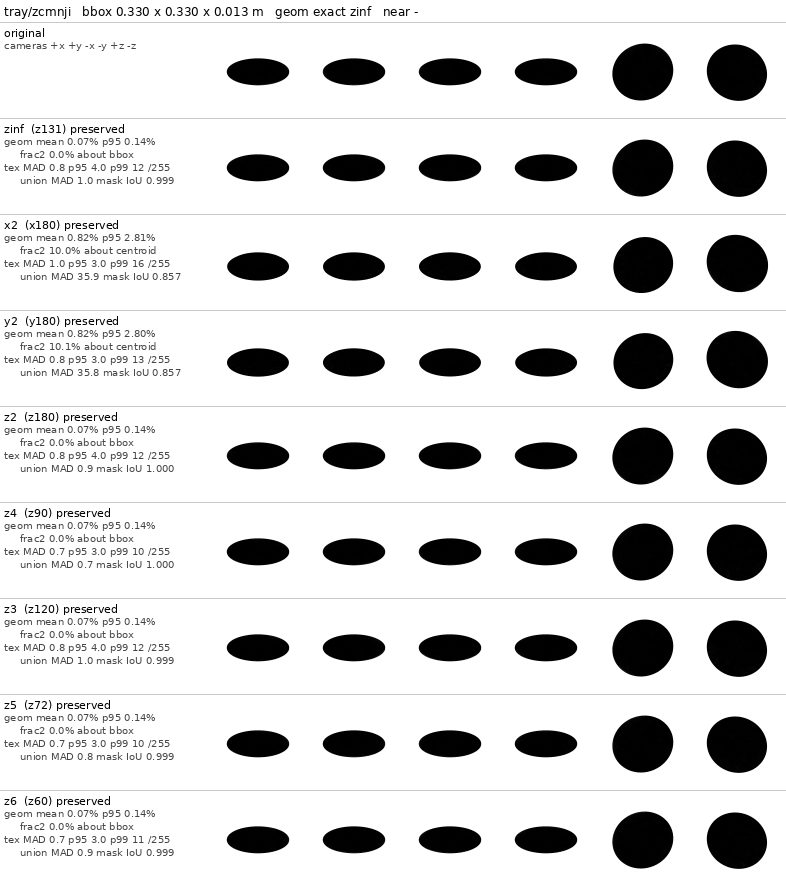 tray/zcmnji   bbox 0.330 x 0.330 x 0.013 m   geom exact zinf   near -
original
cameras +x +y -x -y +z -z
zinf  (z131) preserved
geom mean 0.07% p95 0.14%
frac2 0.0% about bbox
tex MAD 0.8 p95 4.0 p99 12 /255
union MAD 1.0 mask IoU 0.999
x2  (x180) preserved
geom mean 0.82% p95 2.81%
frac2 10.0% about centroid
tex MAD 1.0 p95 3.0 p99 16 /255
union MAD 35.9 mask IoU 0.857
y2  (y180) preserved
geom mean 0.82% p95 2.80%
frac2 10.1% about centroid
tex MAD 0.8 p95 3.0 p99 13 /255
union MAD 35.8 mask IoU 0.857
z2  (z180) preserved
geom mean 0.07% p95 0.14%
frac2 0.0% about bbox
tex MAD 0.8 p95 4.0 p99 12 /255
union MAD 0.9 mask IoU 1.000
z4  (z90) preserved
geom mean 0.07% p95 0.14%
frac2 0.0% about bbox
tex MAD 0.7 p95 3.0 p99 10 /255
union MAD 0.7 mask IoU 1.000
z3  (z120) preserved
geom mean 0.07% p95 0.14%
frac2 0.0% about bbox
tex MAD 0.8 p95 4.0 p99 12 /255
union MAD 1.0 mask IoU 0.999
z5  (z72) preserved
geom mean 0.07% p95 0.14%
frac2 0.0% about bbox
tex MAD 0.7 p95 3.0 p99 10 /255
union MAD 0.8 mask IoU 0.999
z6  (z60) preserved
geom mean 0.07% p95 0.14%
frac2 0.0% about bbox
tex MAD 0.7 p95 3.0 p99 11 /255
union MAD 0.9 mask IoU 0.999